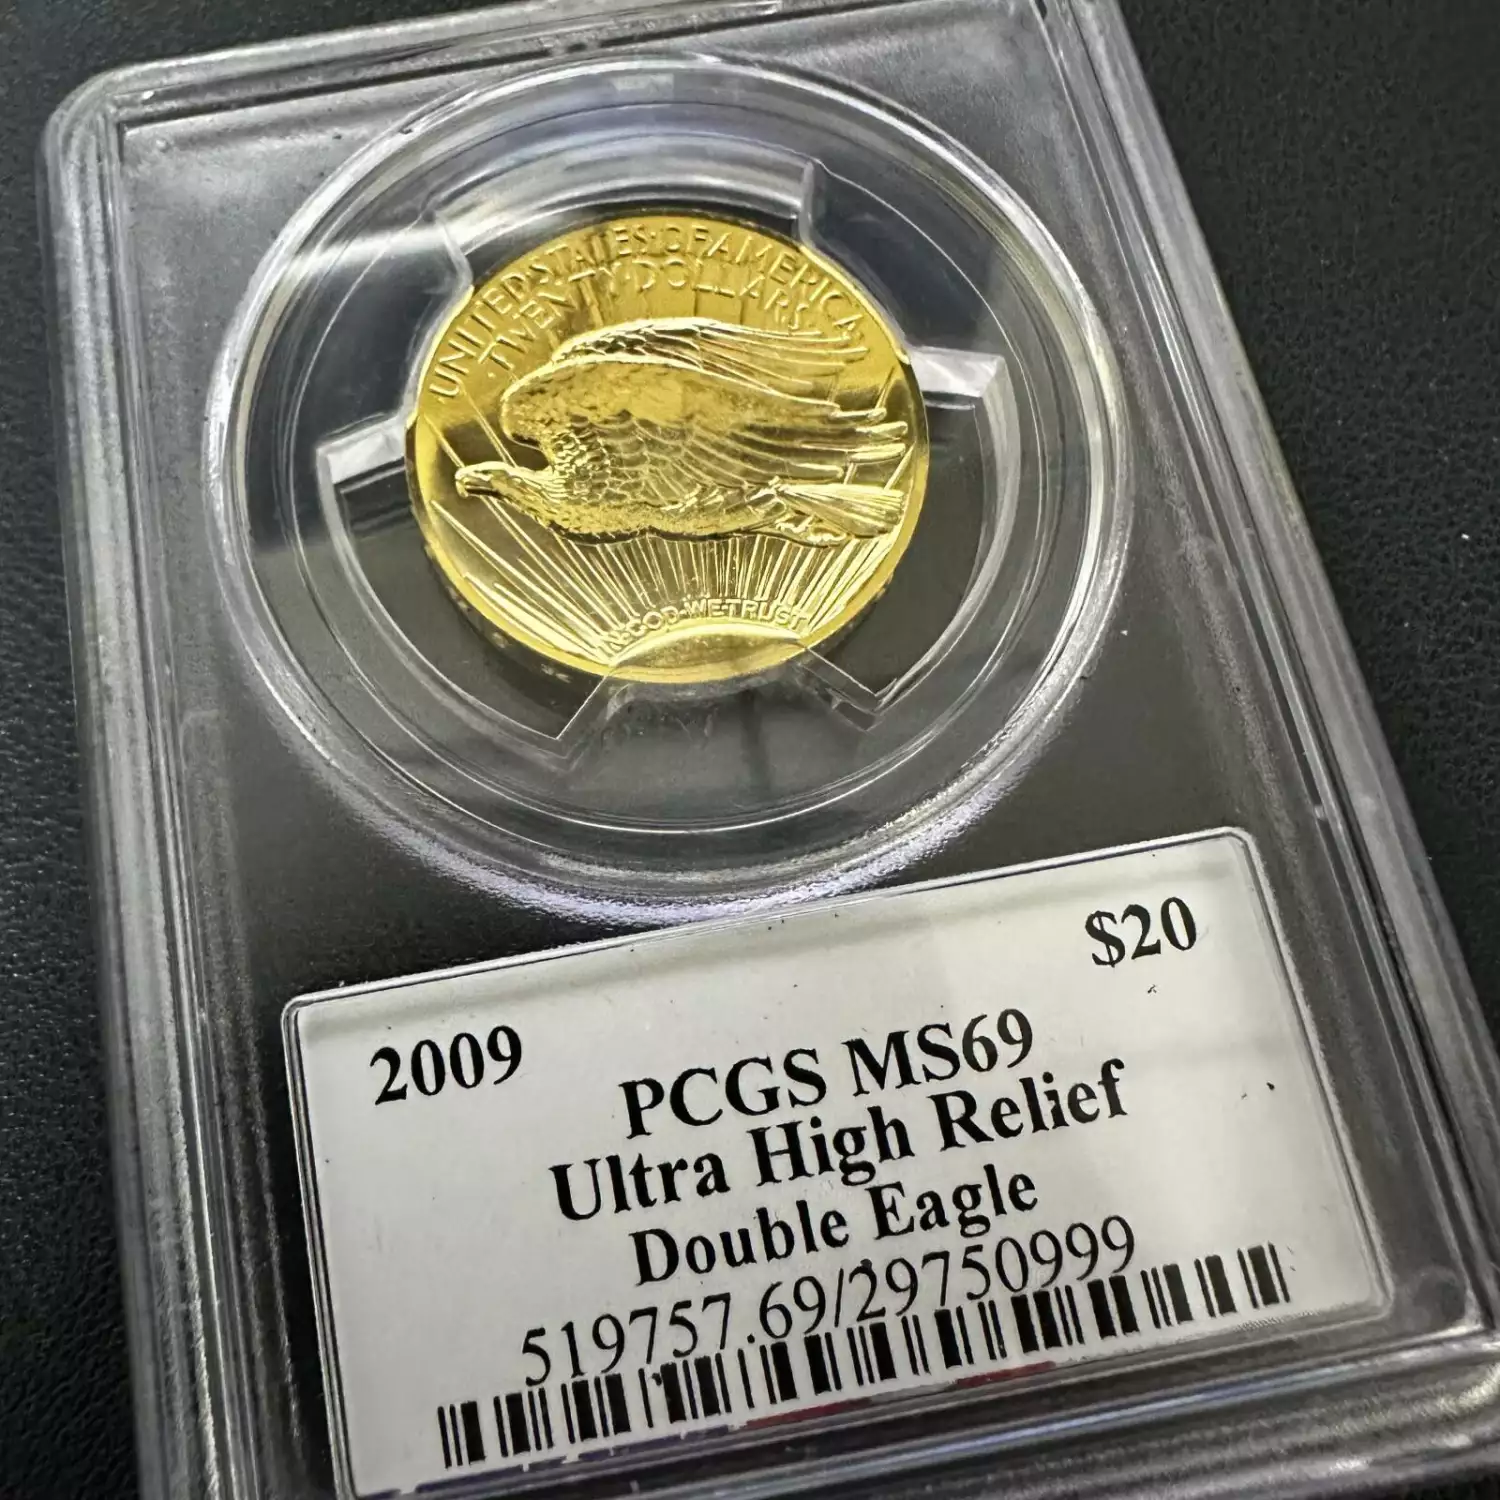 UNITED·STATES·OF·AMERICA
·TWENTY·DOLLARS·
IN·GOD·WE·TRUST
2009
$20
PCGS MS69
Ultra High Relief
Double Eagle
519757.69/29750999